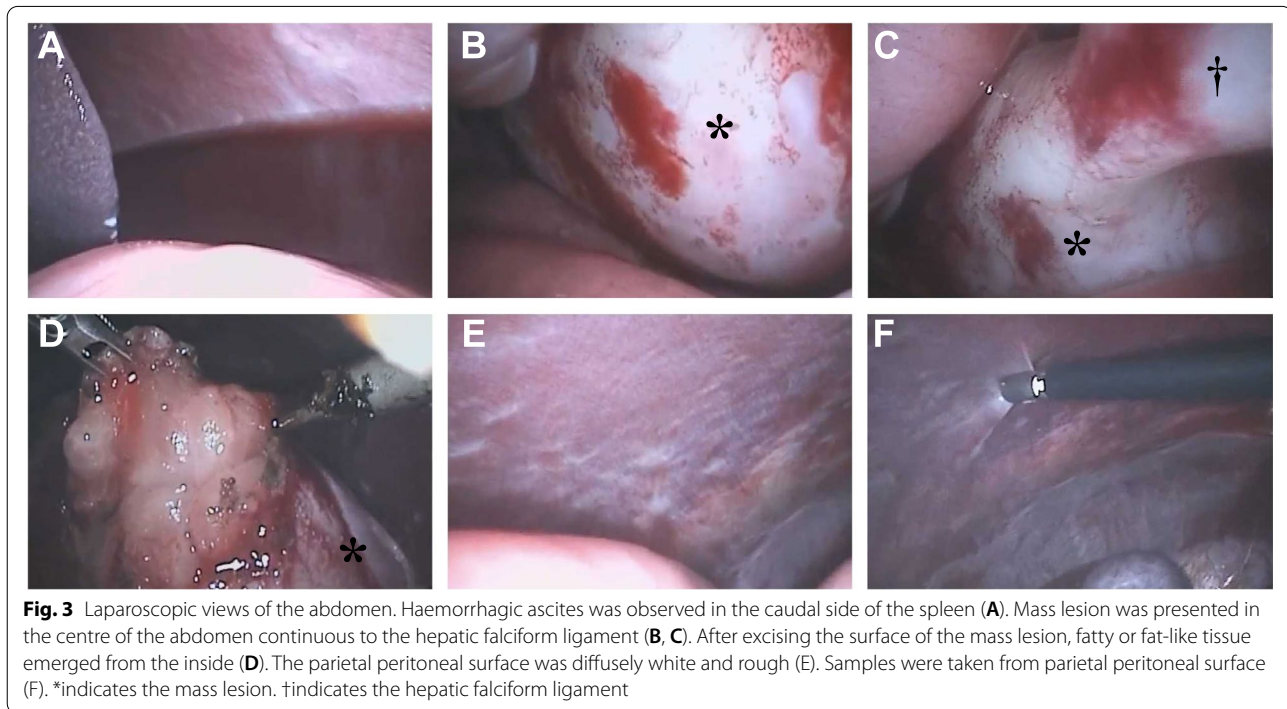 A
B
C
*
†
*
D
E
F
*
Fig. 3 Laparoscopic views of the abdomen. Haemorrhagic ascites was observed in the caudal side of the spleen (A). Mass lesion was presented in
the centre of the abdomen continuous to the hepatic falciform ligament (B, C). After excising the surface of the mass lesion, fatty or fat-like tissue
emerged from the inside (D). The parietal peritoneal surface was diffusely white and rough (E). Samples were taken from parietal peritoneal surface
(F). *indicates the mass lesion. †indicates the hepatic falciform ligament